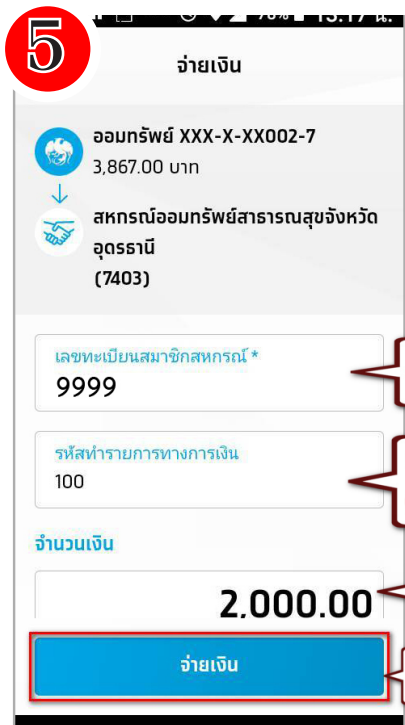 5
13.17 น.
จ่ายเงิน
ออมทรัพย์ XXX-X-XX002-7
3,867.00 บาท
สหกรณ์ออมทรัพย์สาธารณสุขจังหวัด
อุดรธานี
(7403)
เลขทะเบียนสมาชิกสหกรณ์ *
9999
รหัสทำรายการทางการเงิน
100
จำนวนเงิน
2,000.00
จ่ายเงิน